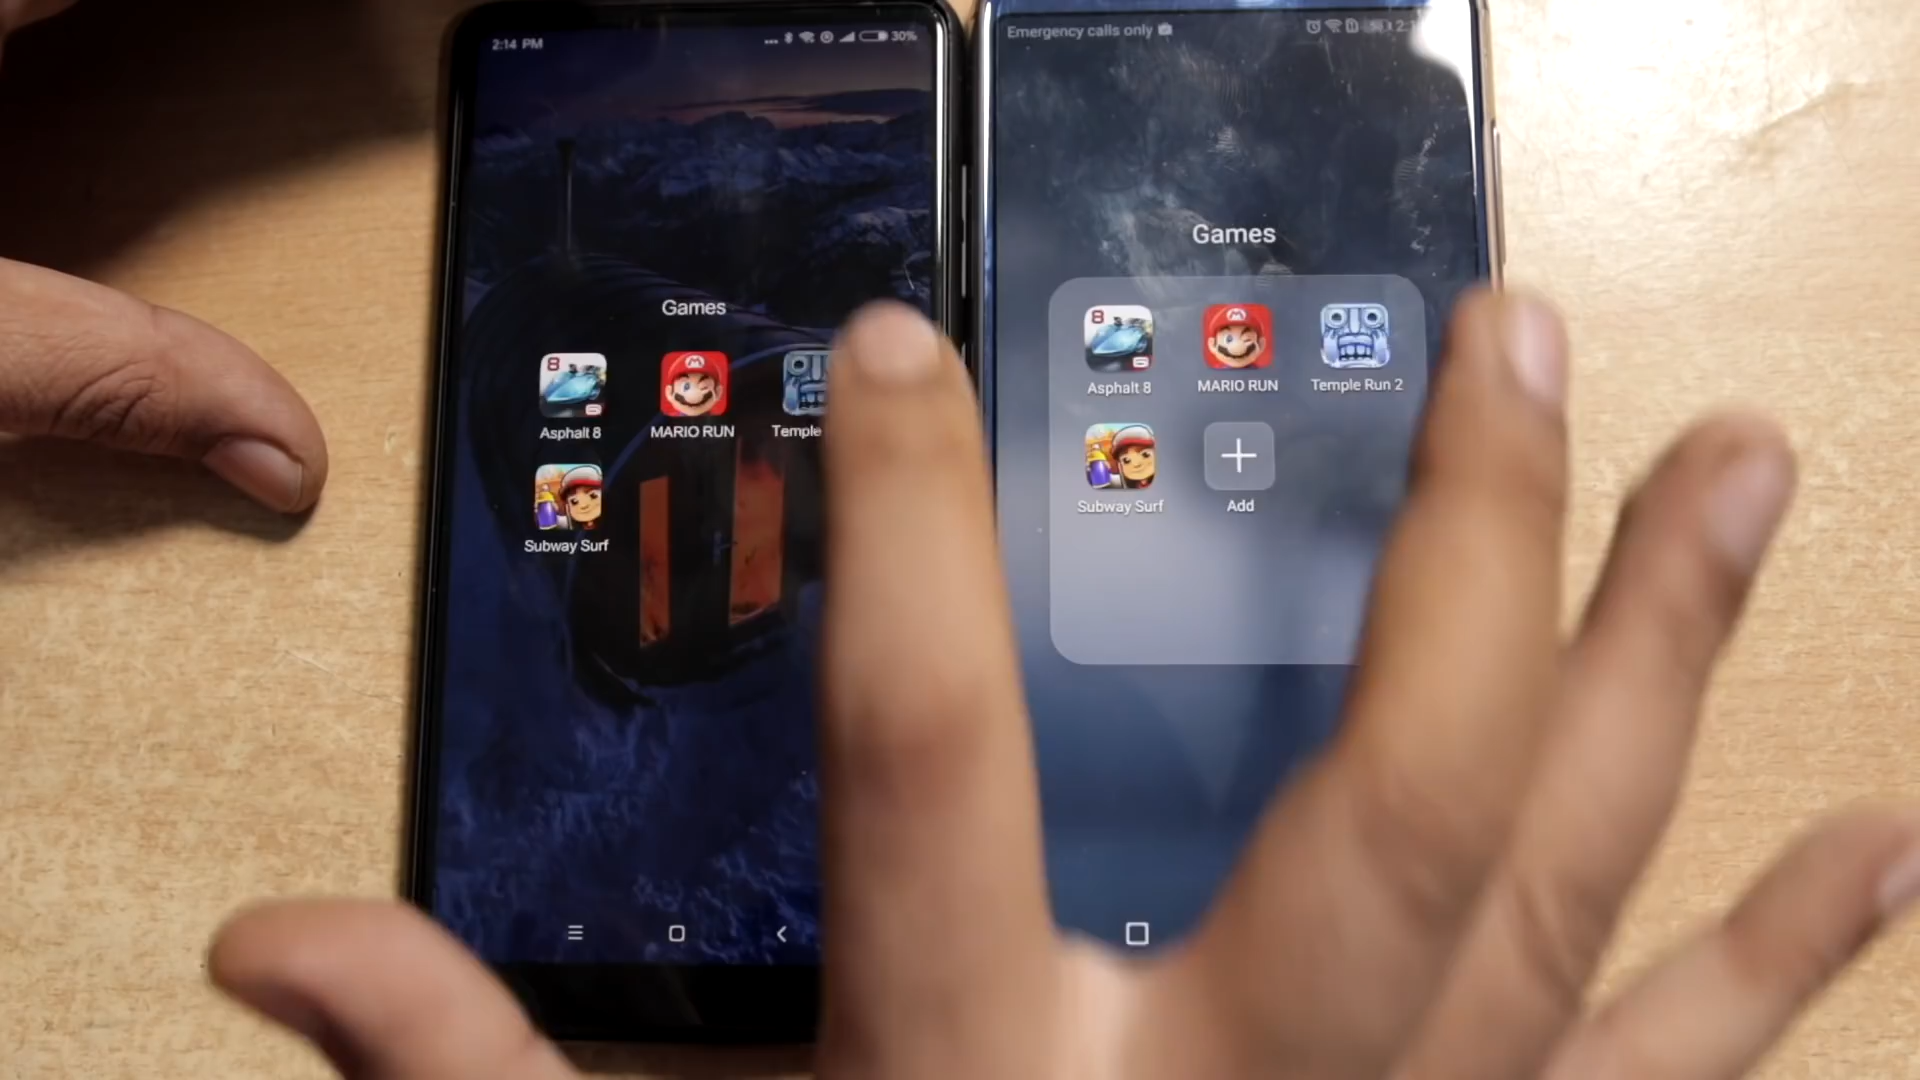 2:14 PM
30%
Games
Asphalt 8
MARIO RUN
Temple
Subway Surf
Emergency calls only
Games
Asphalt 8
MARIO RUN
Temple Run 2
Subway Surf
Add